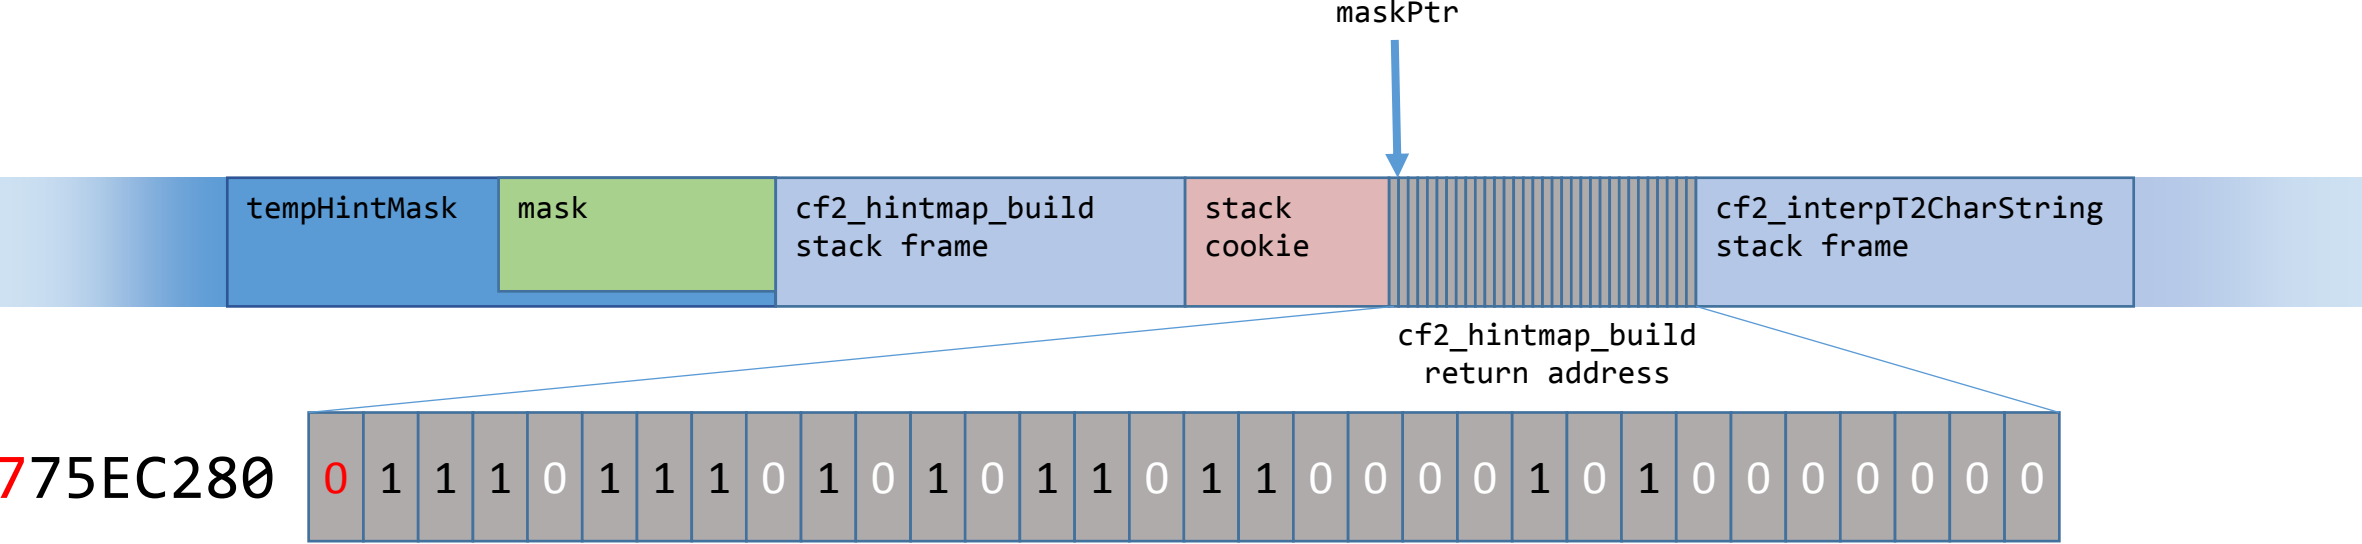 maskPtr
tempHintMask
mask
cf2_hintmap_build
stack frame
stack
cookie
cf2_interpT2CharString
stack frame
cf2_hintmap_build
return address
775EC280 0 1 1 1 0 1 1 1 0 1 0 1 0 1 1 0 1 1 0 0 0 0 1 0 1 0 0 0 0 0 0 0